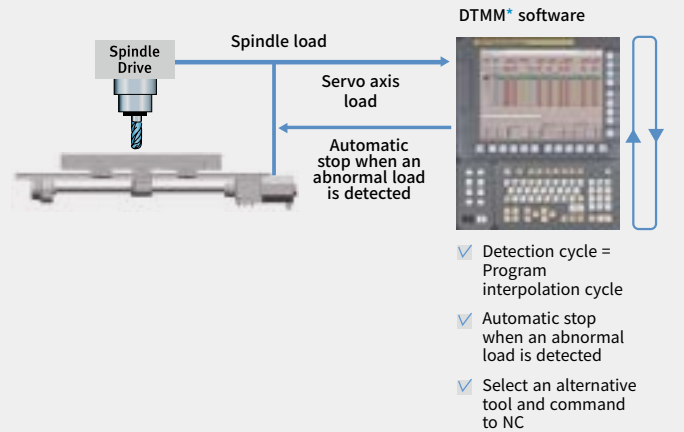 DTMM* software
Spindle
Drive
Spindle load
Servo axis
load
Automatic
stop when an
abnormal load
is detected
Detection cycle =
Program
interpolation cycle
Automatic stop
when an abnormal
load is detected
Select an alternative
tool and command
to NC